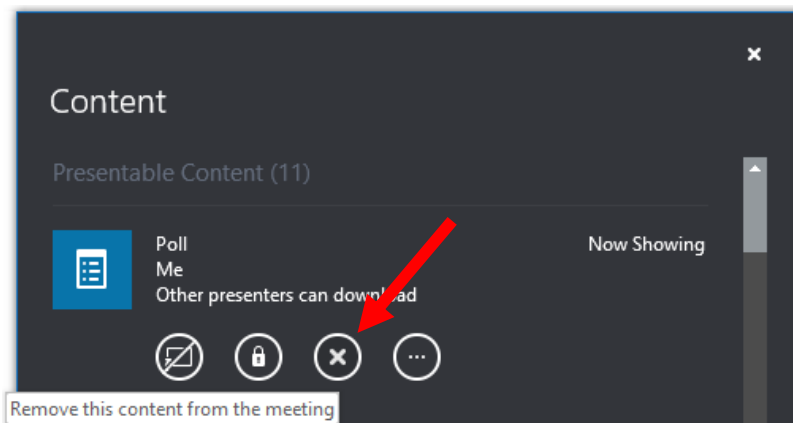 Content
Presentable Content (11)
Poll
Now Showing
Me
Other presenters can download
Remove this content from the meeting